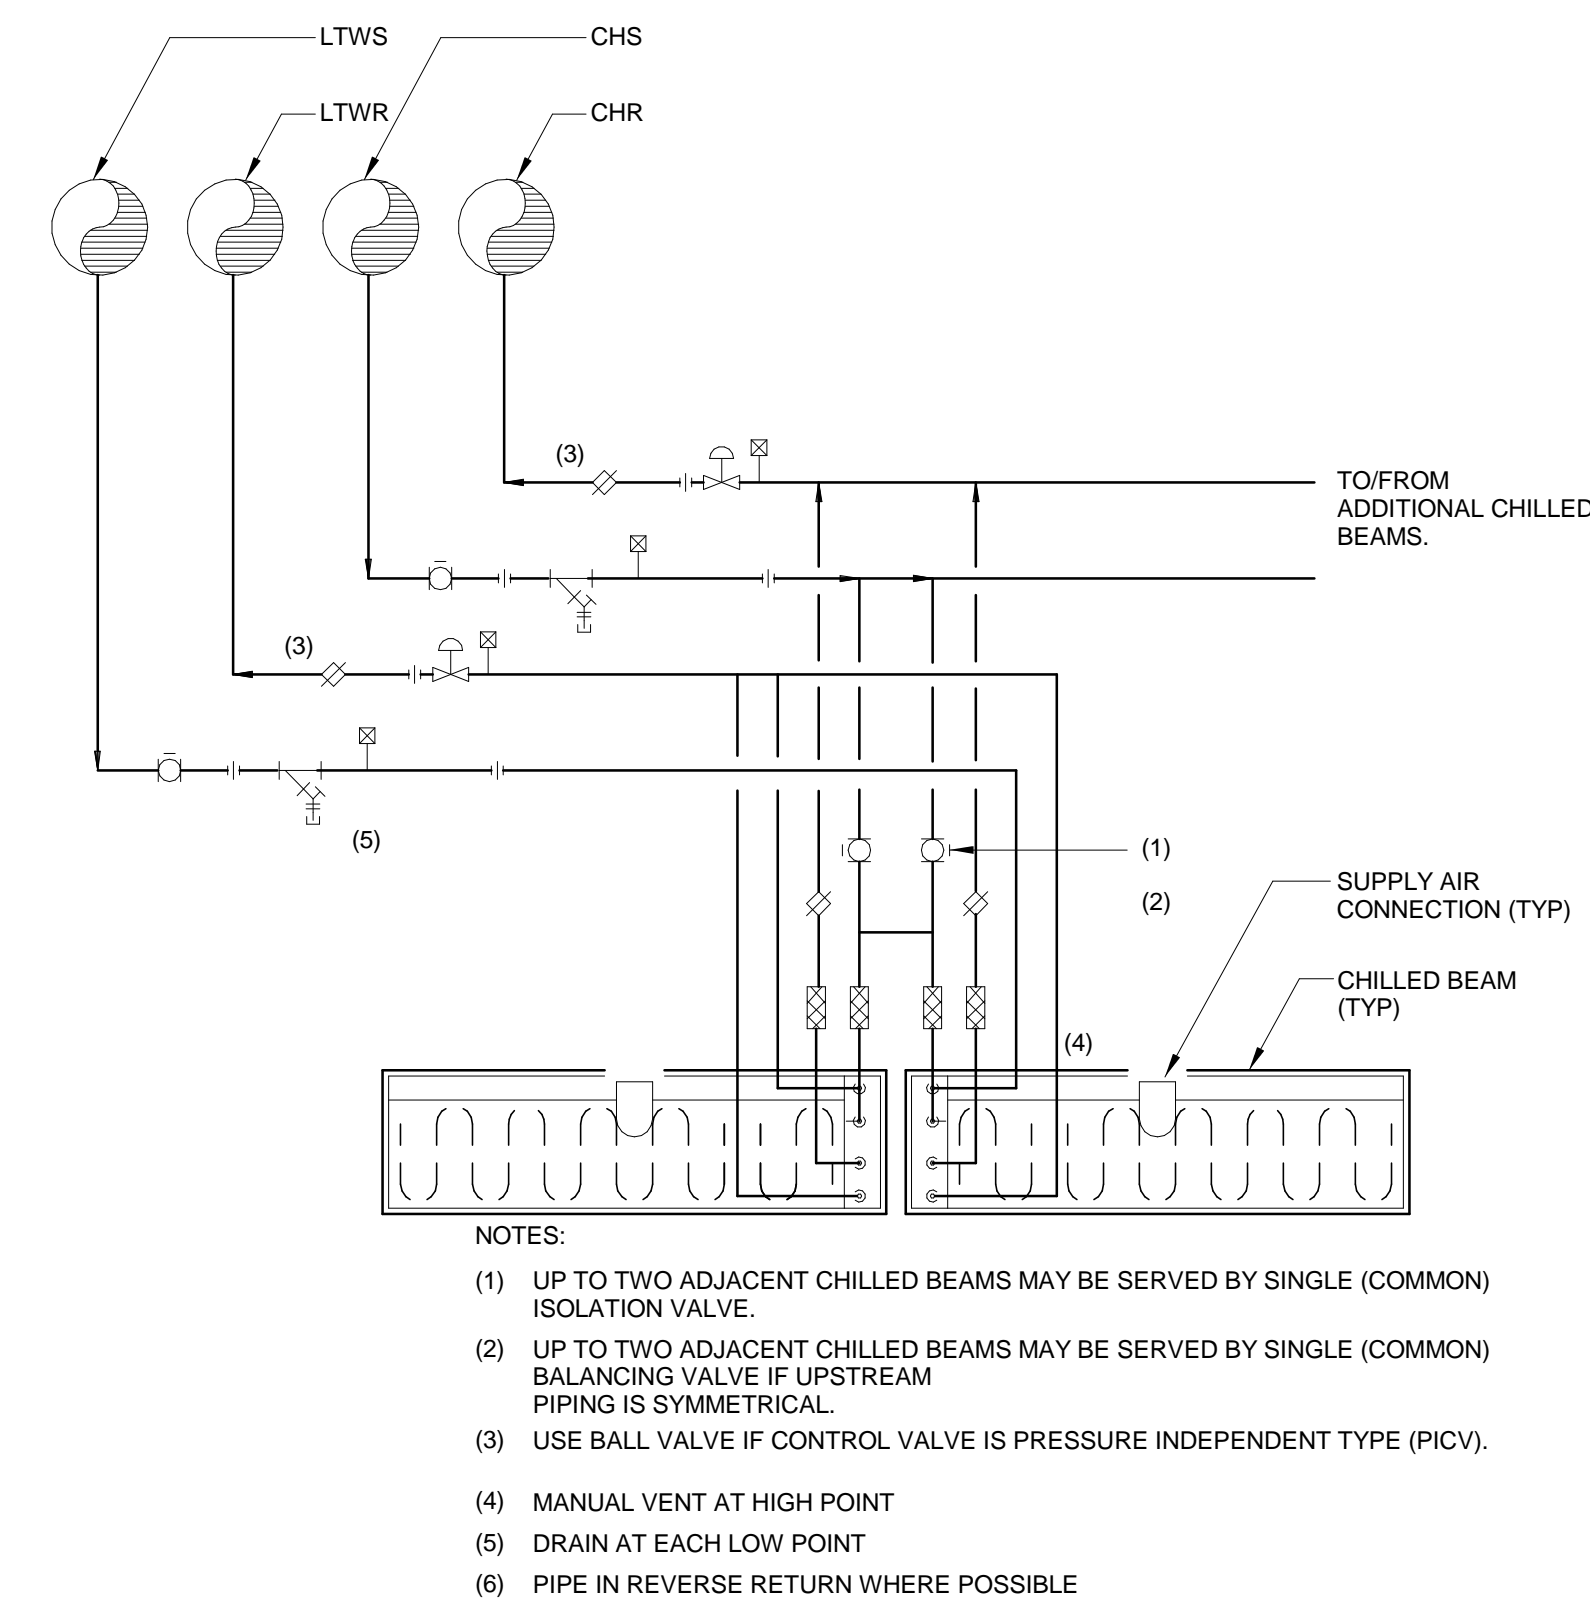 LTWS
CHS
LTWR
CHR
(3)
TO/FROM
ADDITIONAL CHILLED
BEAMS.
(3)
(5)
(1)
(2)
SUPPLY AIR
CONNECTION (TYP)
CHILLED BEAM
(TYP)
(4)
NOTES:
(1) UP TO TWO ADJACENT CHILLED BEAMS MAY BE SERVED BY SINGLE (COMMON)
ISOLATION VALVE.
(2) UP TO TWO ADJACENT CHILLED BEAMS MAY BE SERVED BY SINGLE (COMMON)
BALANCING VALVE IF UPSTREAM
PIPING IS SYMMETRICAL.
(3) USE BALL VALVE IF CONTROL VALVE IS PRESSURE INDEPENDENT TYPE (PICV).
(4) MANUAL VENT AT HIGH POINT
(5) DRAIN AT EACH LOW POINT
(6) PIPE IN REVERSE RETURN WHERE POSSIBLE